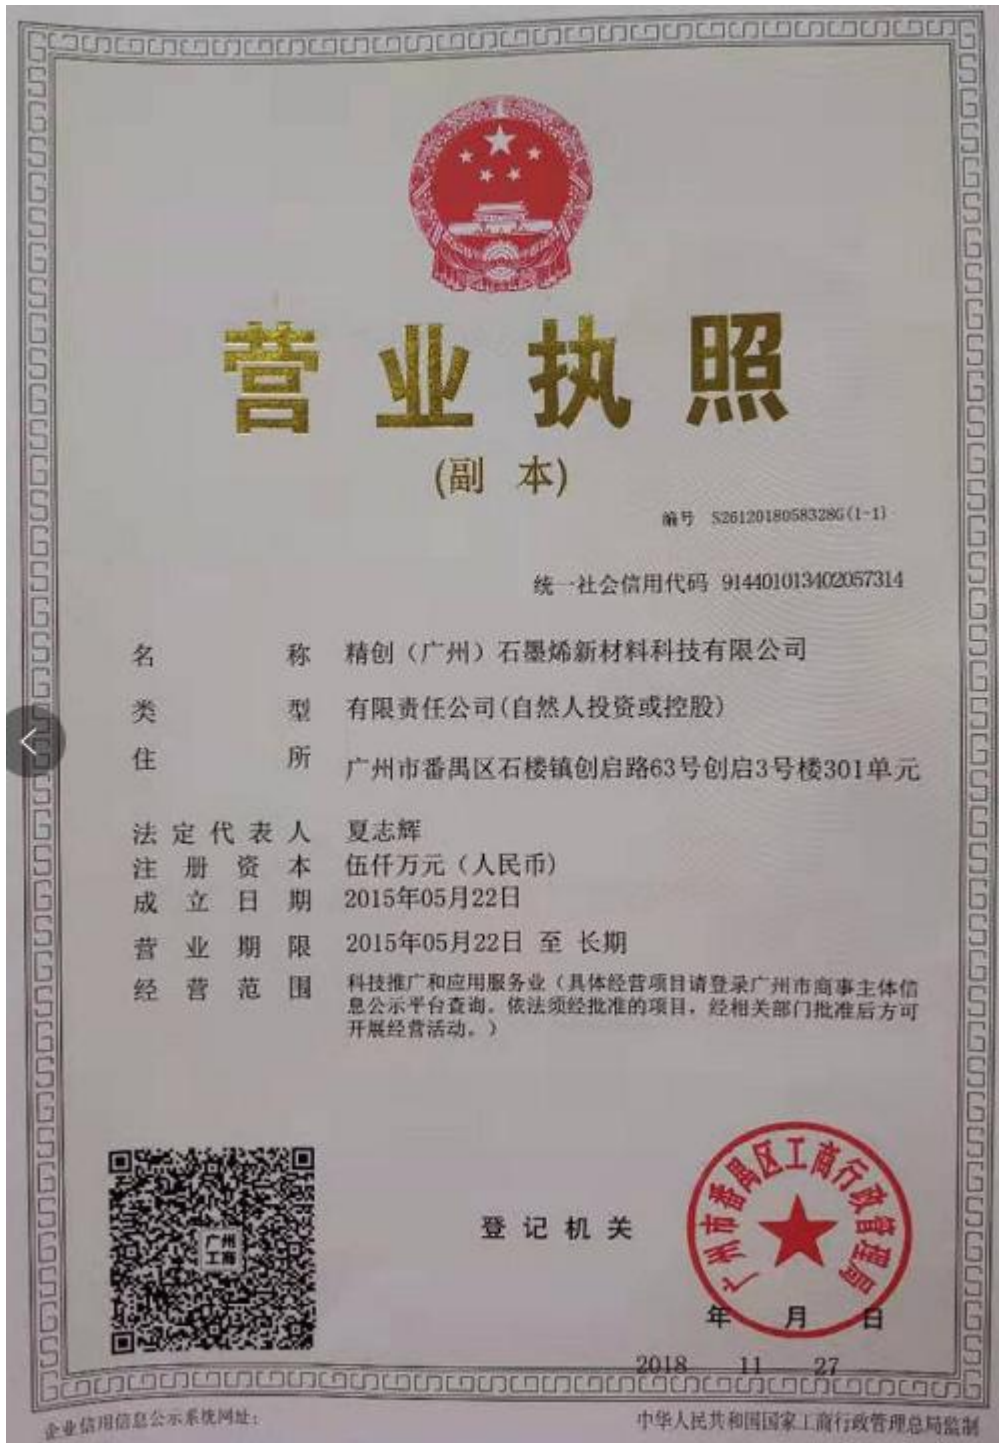 营业执照
(副 本)
编号 S2612018058328G(1-1)
统一社会信用代码 914401013402057314
名 称 精创（广州）石墨烯新材料科技有限公司
类 型 有限责任公司(自然人投资或控股)
住 所 广州市番禺区石楼镇创启路63号创启3号楼301单元
法定代表人 夏志辉
注册资本 伍仟万元（人民币)
成立日期 2015年05月22日
营业期限 2015年05月22日 至 长期
经营范围 科技推广和应用服务业（具体经营项目请登录广州市商事主体信
息公示平台查询。依法须经批准的项目，经相关部门批准后方可
开展经营活动。）
广州
工商
登记机关
广州市番禺区工商行政管理局
年 月 日
2018 11 27
企业信用信息公示系统网址：
中华人民共和国国家工商行政管理总局监制